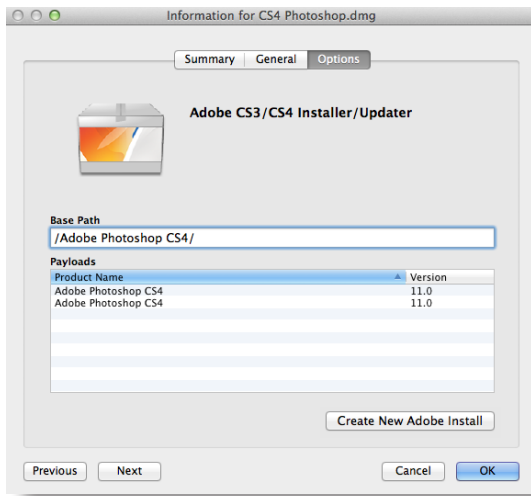 Information for CS4 Photoshop.dmg
Summary General Options
Adobe CS3/CS4 Installer/Updater
Base Path
/Adobe Photoshop CS4/
Payloads
Product Name Version
Adobe Photoshop CS4 11.0
Adobe Photoshop CS4 11.0
Create New Adobe Install
Previous Next Cancel OK